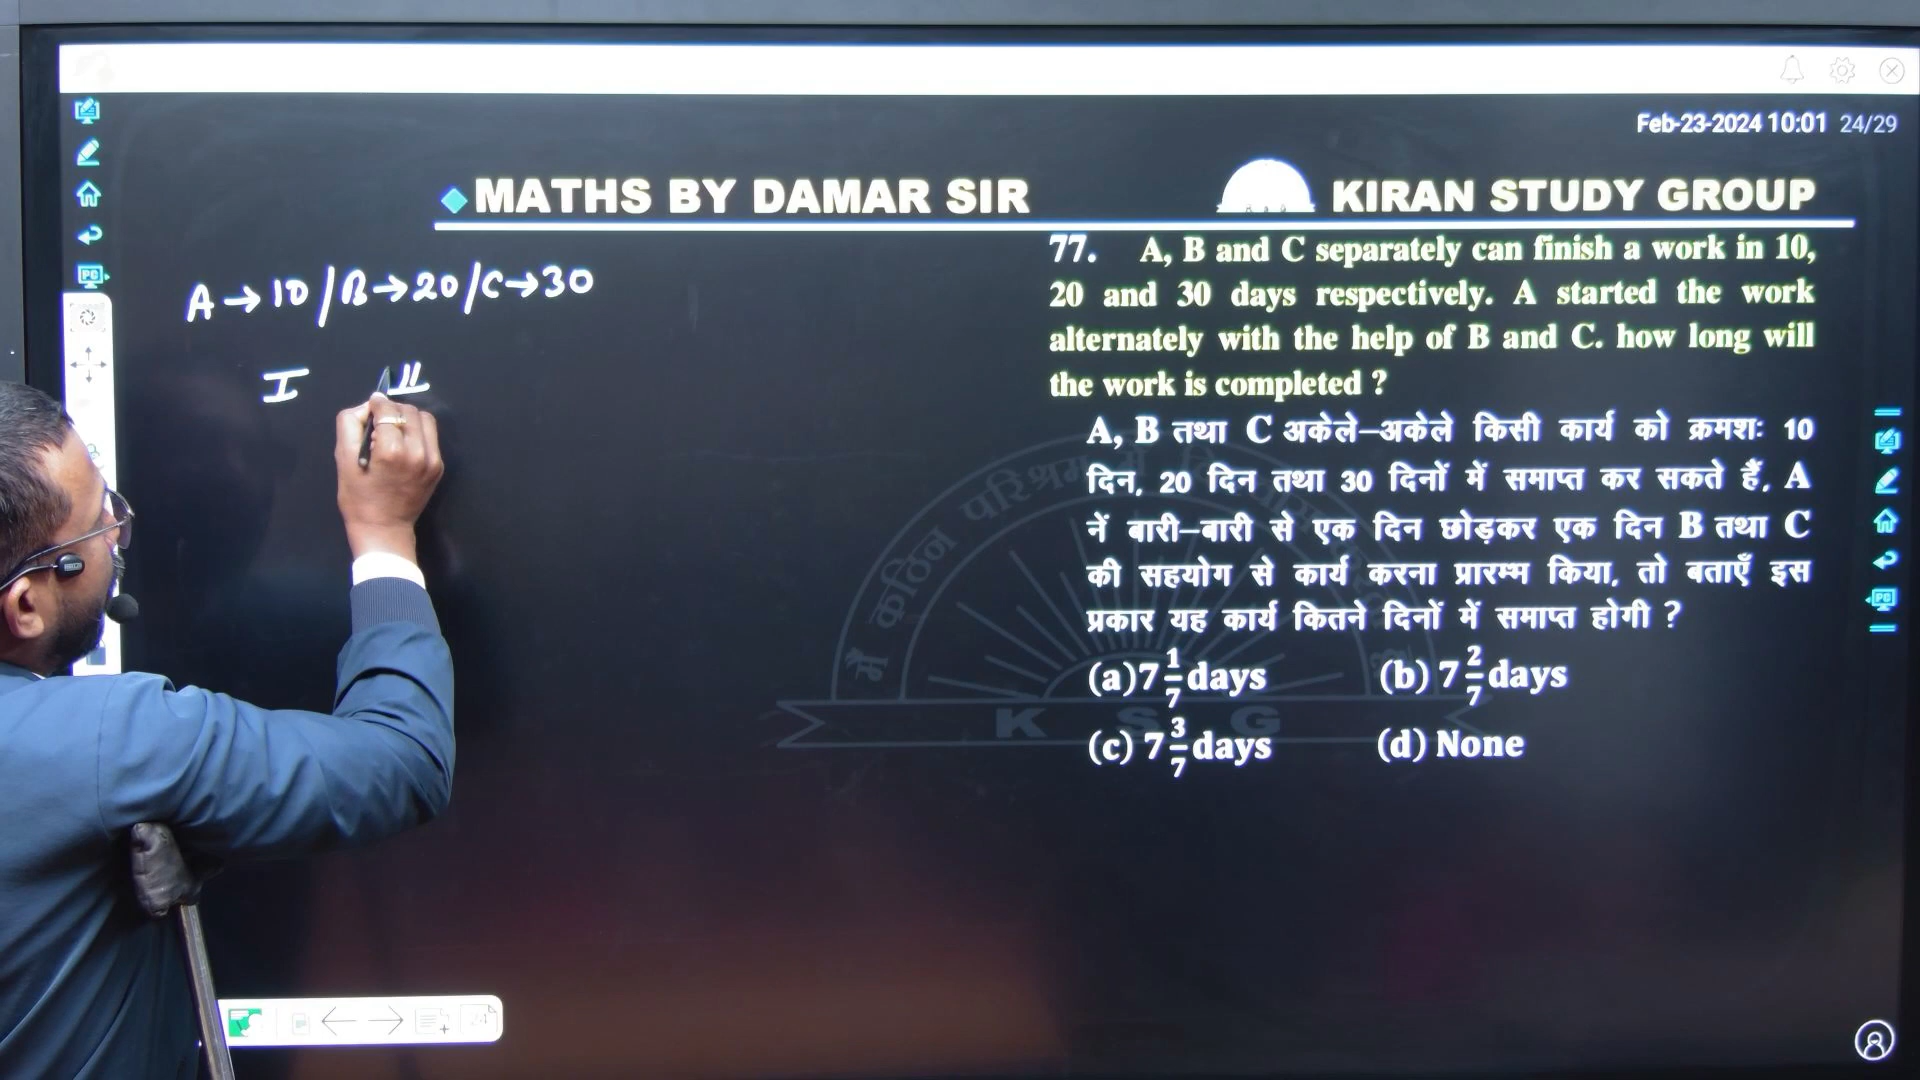 Feb-23-2024 10:01 24/29
MATHS BY DAMAR SIR
KIRAN STUDY GROUP
A → 10 / B → 20 / C → 30
I II
77. A, B and C separately can finish a work in 10,
20 and 30 days respectively. A started the work
alternately with the help of B and C. how long will
the work is completed ?
A, B तथा C अकेले–अकेले किसी कार्य को क्रमशः 10
दिन, 20 दिन तथा 30 दिनों में समाप्त कर सकते हैं, A
नें बारी–बारी से एक दिन छोड़कर एक दिन B तथा C
की सहयोग से कार्य करना प्रारम्भ किया, तो बताएँ इस
प्रकार यह कार्य कितने दिनों में समाप्त होगी ?
(a) 7 1/7 days (b) 7 2/7 days
(c) 7 3/7 days (d) None
K S G
PC
PC
24